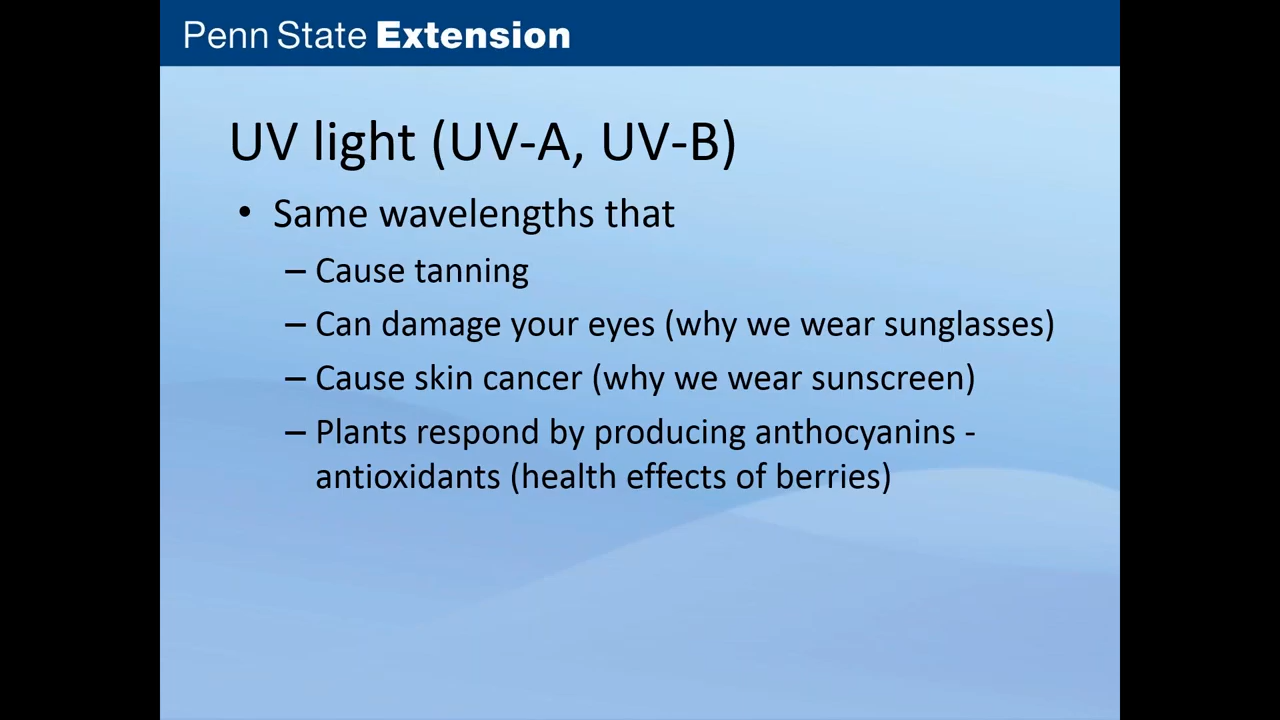 Penn State Extension
UV light (UV-A, UV-B)
• Same wavelengths that
– Cause tanning
– Can damage your eyes (why we wear sunglasses)
– Cause skin cancer (why we wear sunscreen)
– Plants respond by producing anthocyanins -
antioxidants (health effects of berries)